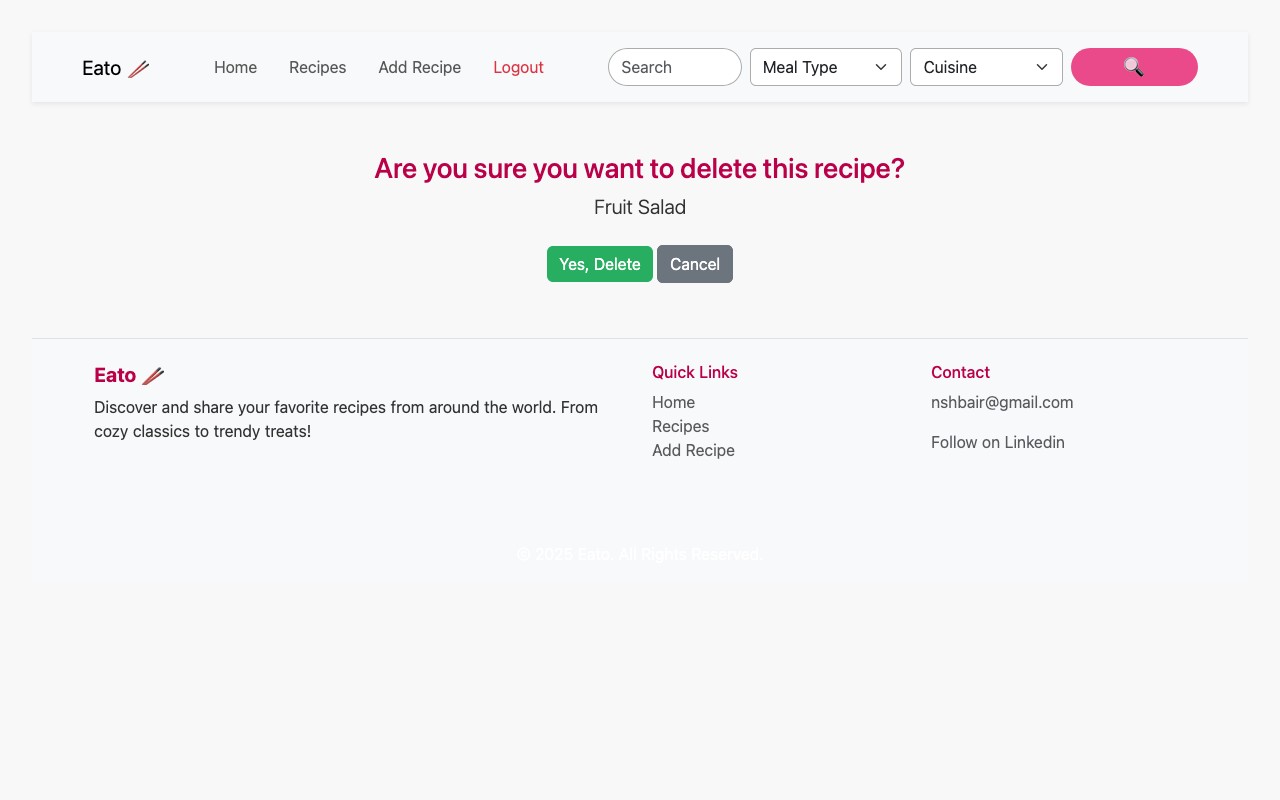 Eato
Home
Recipes
Add Recipe
Logout
Search
Meal Type
Cuisine
Are you sure you want to delete this recipe?
Fruit Salad
Yes, Delete
Cancel
Eato
Discover and share your favorite recipes from around the world. From
cozy classics to trendy treats!
Quick Links
Home
Recipes
Add Recipe
Contact
nshbair@gmail.com
Follow on Linkedin
© 2025 Eato. All Rights Reserved.